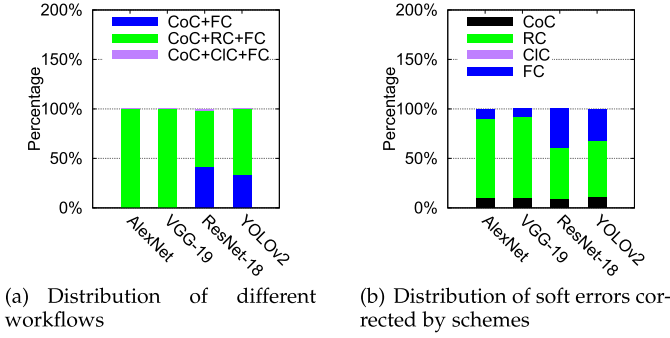 200%
150%
100%
50%
0%
Percentage
CoC+FC
CoC+RC+FC
CoC+ClC+FC
AlexNet
VGG-19
ResNet-18
YOLOv2
(a) Distribution of different
workflows
200%
150%
100%
50%
0%
Percentage
CoC
RC
ClC
FC
AlexNet
VGG-19
ResNet-18
YOLOv2
(b) Distribution of soft errors cor-
rected by schemes